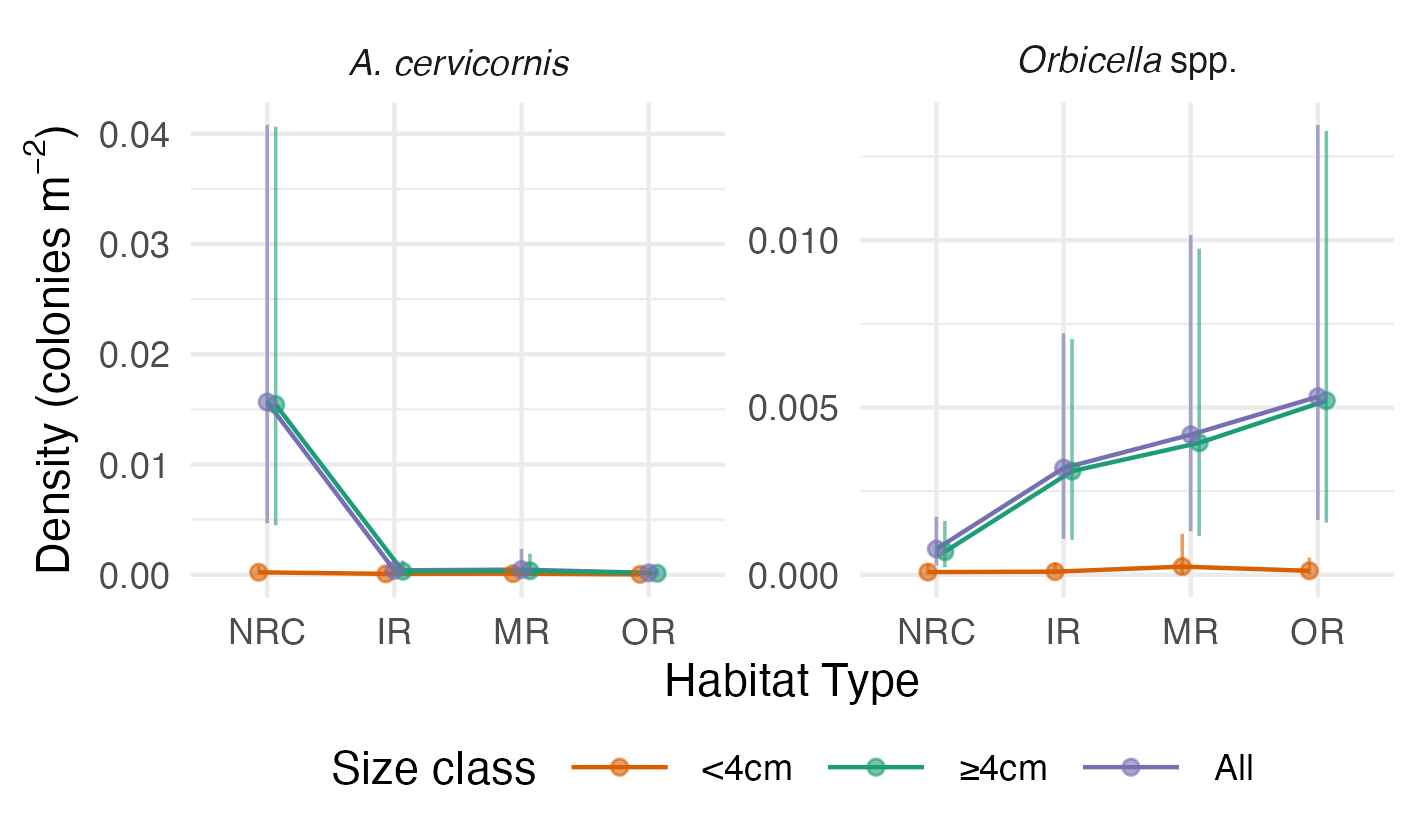 A. cervicornis
Orbicella spp.
Density (colonies m⁻²)
0.04
0.03
0.02
0.01
0.00
0.010
0.005
0.000
NRC IR MR OR
NRC IR MR OR
Habitat Type
Size class <4cm ≥4cm All